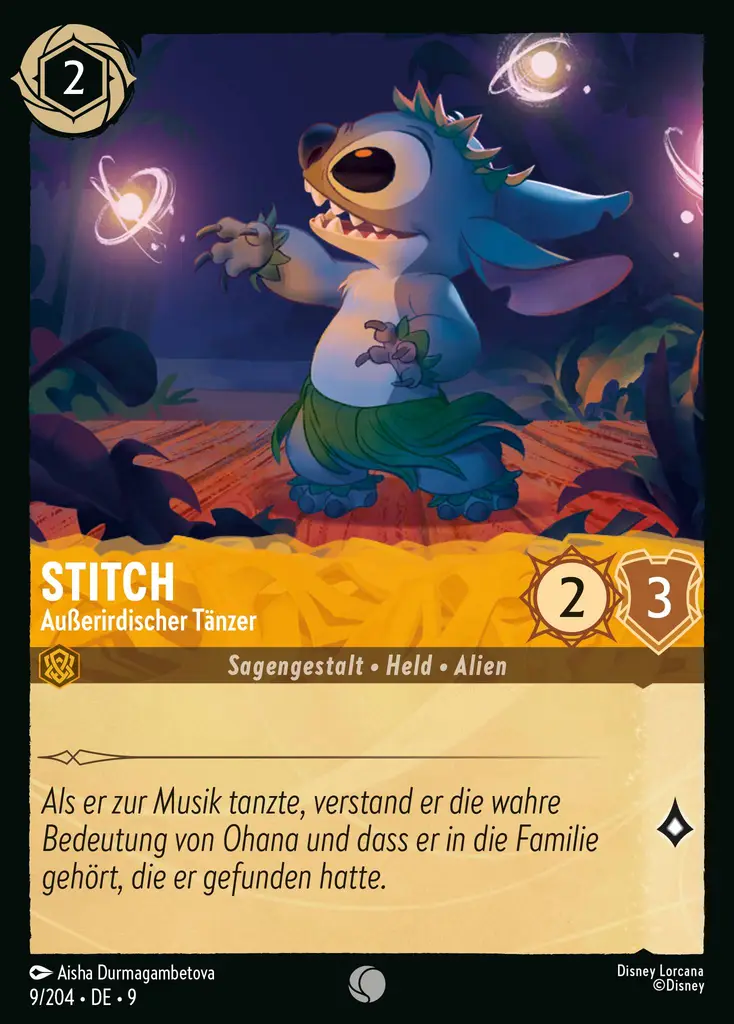 2
STITCH
Außerirdischer Tänzer
2
3
Sagengestalt • Held • Alien
Als er zur Musik tanzte, verstand er die wahre
Bedeutung von Ohana und dass er in die Familie
gehört, die er gefunden hatte.
Aisha Durmagambetova
9/204 • DE • 9
Disney Lorcana
©Disney